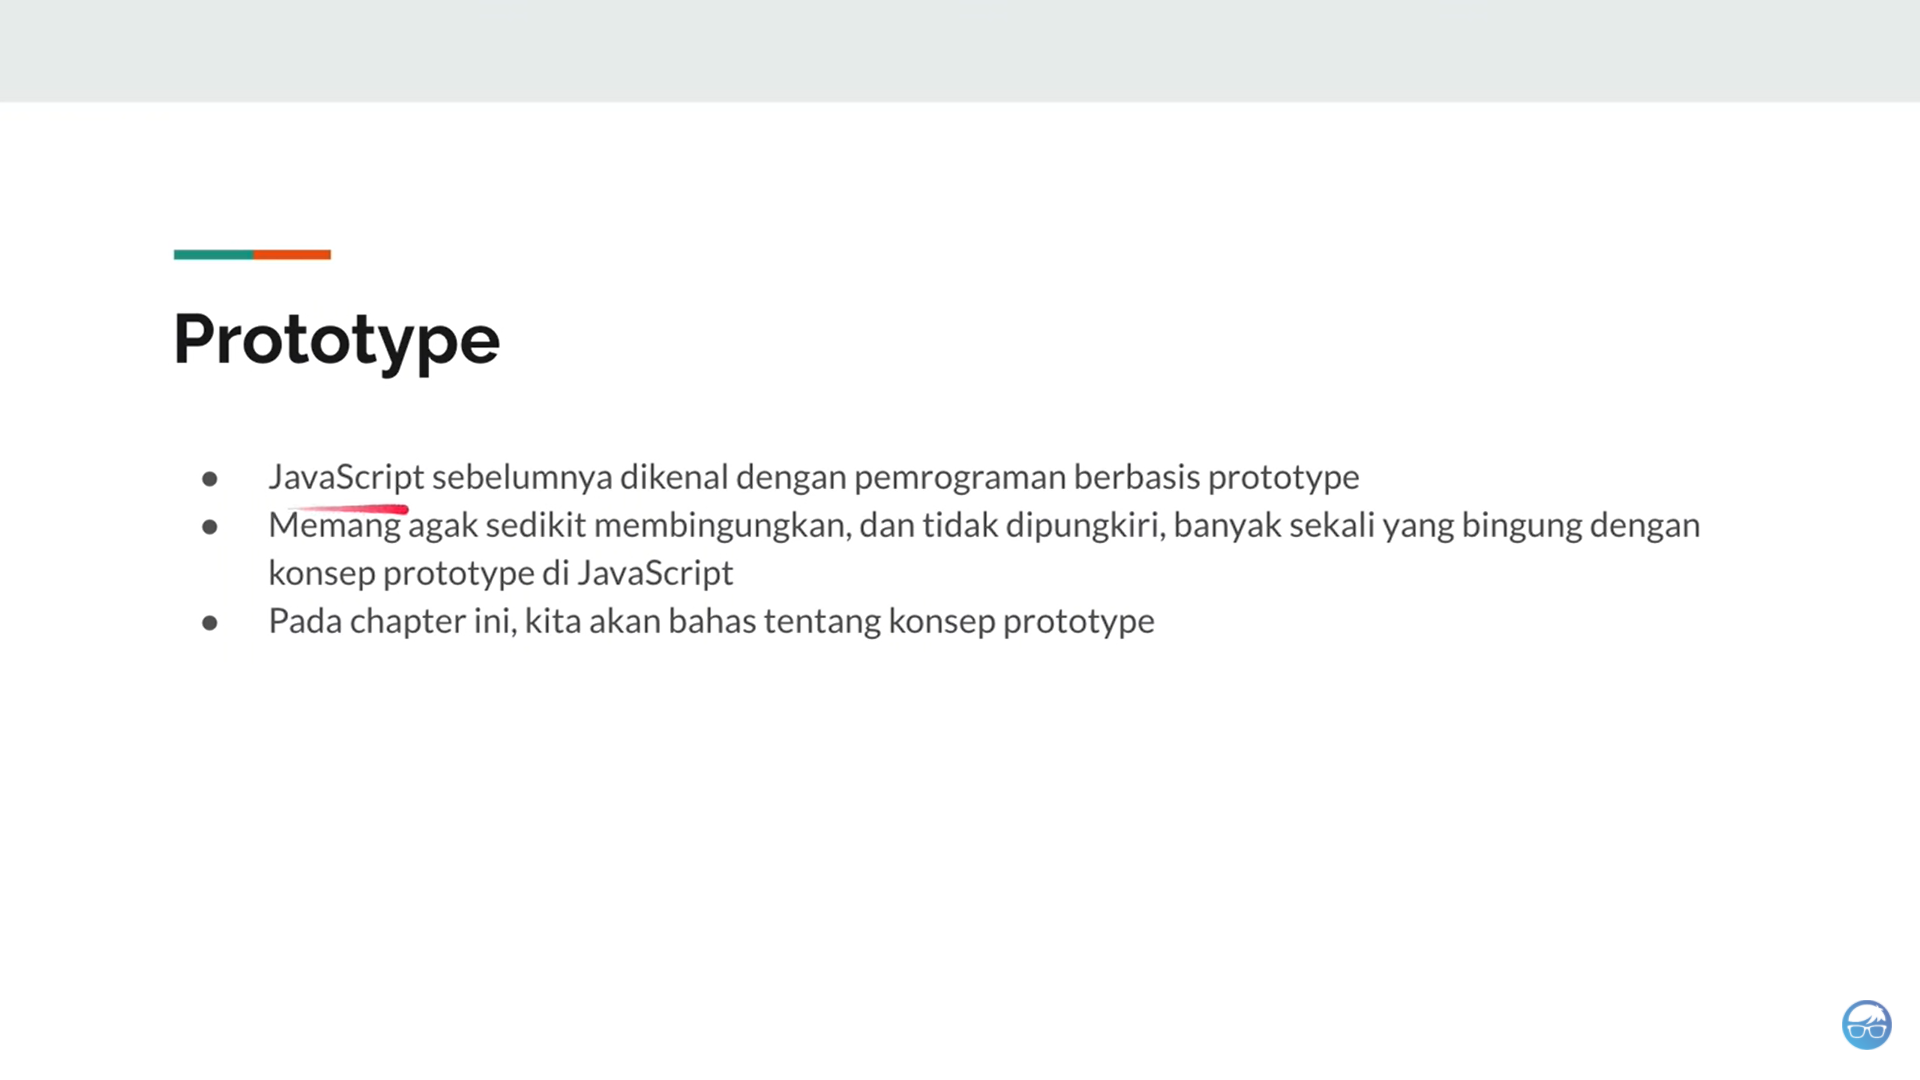 Prototype
● JavaScript sebelumnya dikenal dengan pemrograman berbasis prototype
● Memang agak sedikit membingungkan, dan tidak dipungkiri, banyak sekali yang bingung dengan
konsep prototype di JavaScript
● Pada chapter ini, kita akan bahas tentang konsep prototype